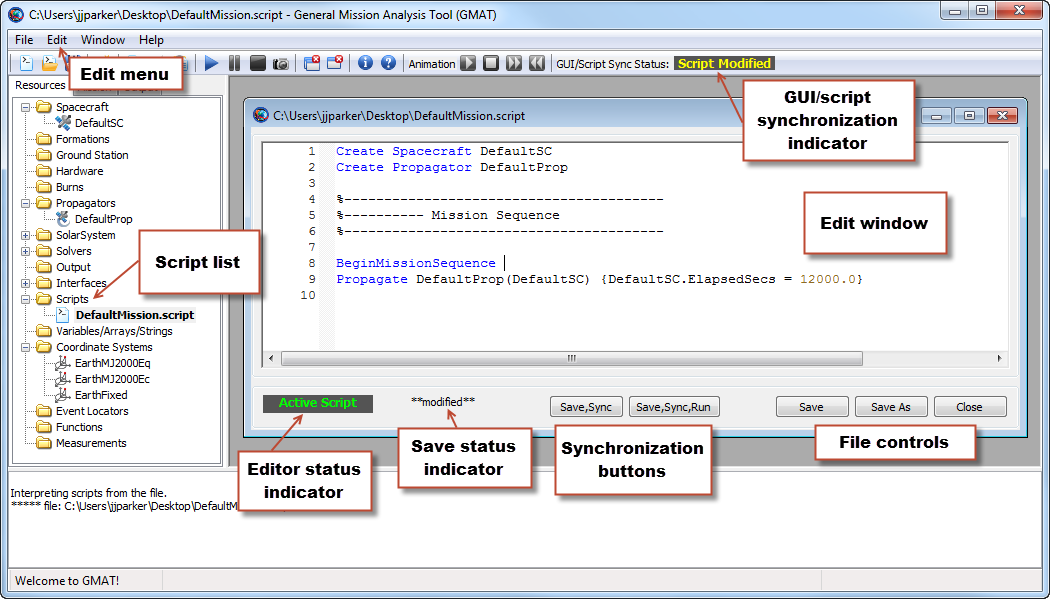 C:\Users\jjparker\Desktop\DefaultMission.script - General Mission Analysis Tool (GMAT)
File Edit Window Help
Animation GUI/Script Sync Status: Script Modified
Edit menu
Resources
GUI/script
synchronization
indicator
Spacecraft
DefaultSC
Formations
Ground Station
Hardware
Burns
Propagators
DefaultProp
SolarSystem
Solvers
Output
Interfaces
Scripts
DefaultMission.script
Variables/Arrays/Strings
Coordinate Systems
EarthMJ2000Eq
EarthMJ2000Ec
EarthFixed
Event Locators
Functions
Measurements
Script list
C:\Users\jjparker\Desktop\DefaultMission.script
1 Create Spacecraft DefaultSC
2 Create Propagator DefaultProp
3
4 %----------------------------------------
5 %---------- Mission Sequence
6 %----------------------------------------
7
8 BeginMissionSequence
9 Propagate DefaultProp(DefaultSC) {DefaultSC.ElapsedSecs = 12000.0}
10
Edit window
Active Script **modified** Save,Sync Save,Sync,Run Save Save As Close
Editor status
indicator
Save status
indicator
Synchronization
buttons
File controls
Interpreting scripts from the file.
***** file: C:\Users\jjparker\Desktop\DefaultM
Welcome to GMAT!